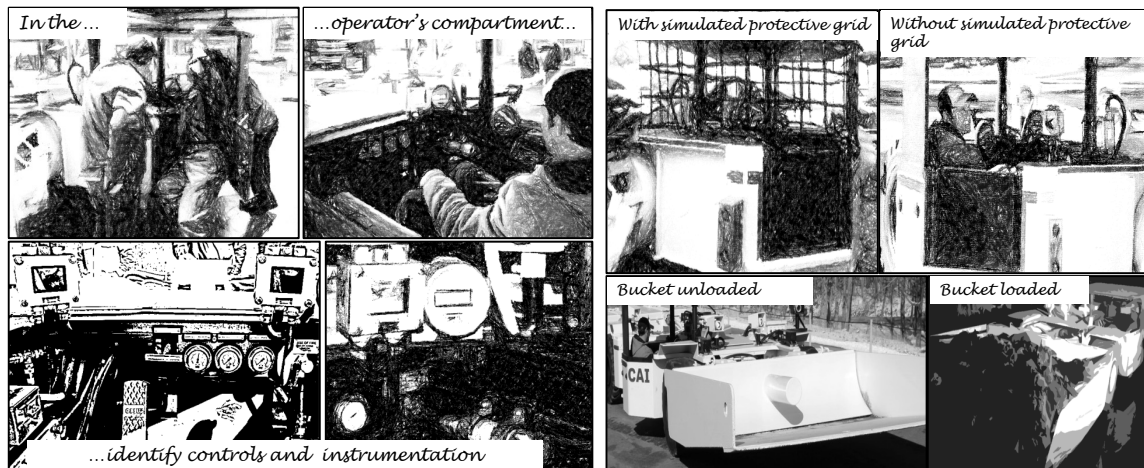 In the ...
...operator's compartment...
...identify controls and instrumentation
With simulated protective grid
Without simulated protective
grid
Bucket unloaded
CAI
Bucket loaded